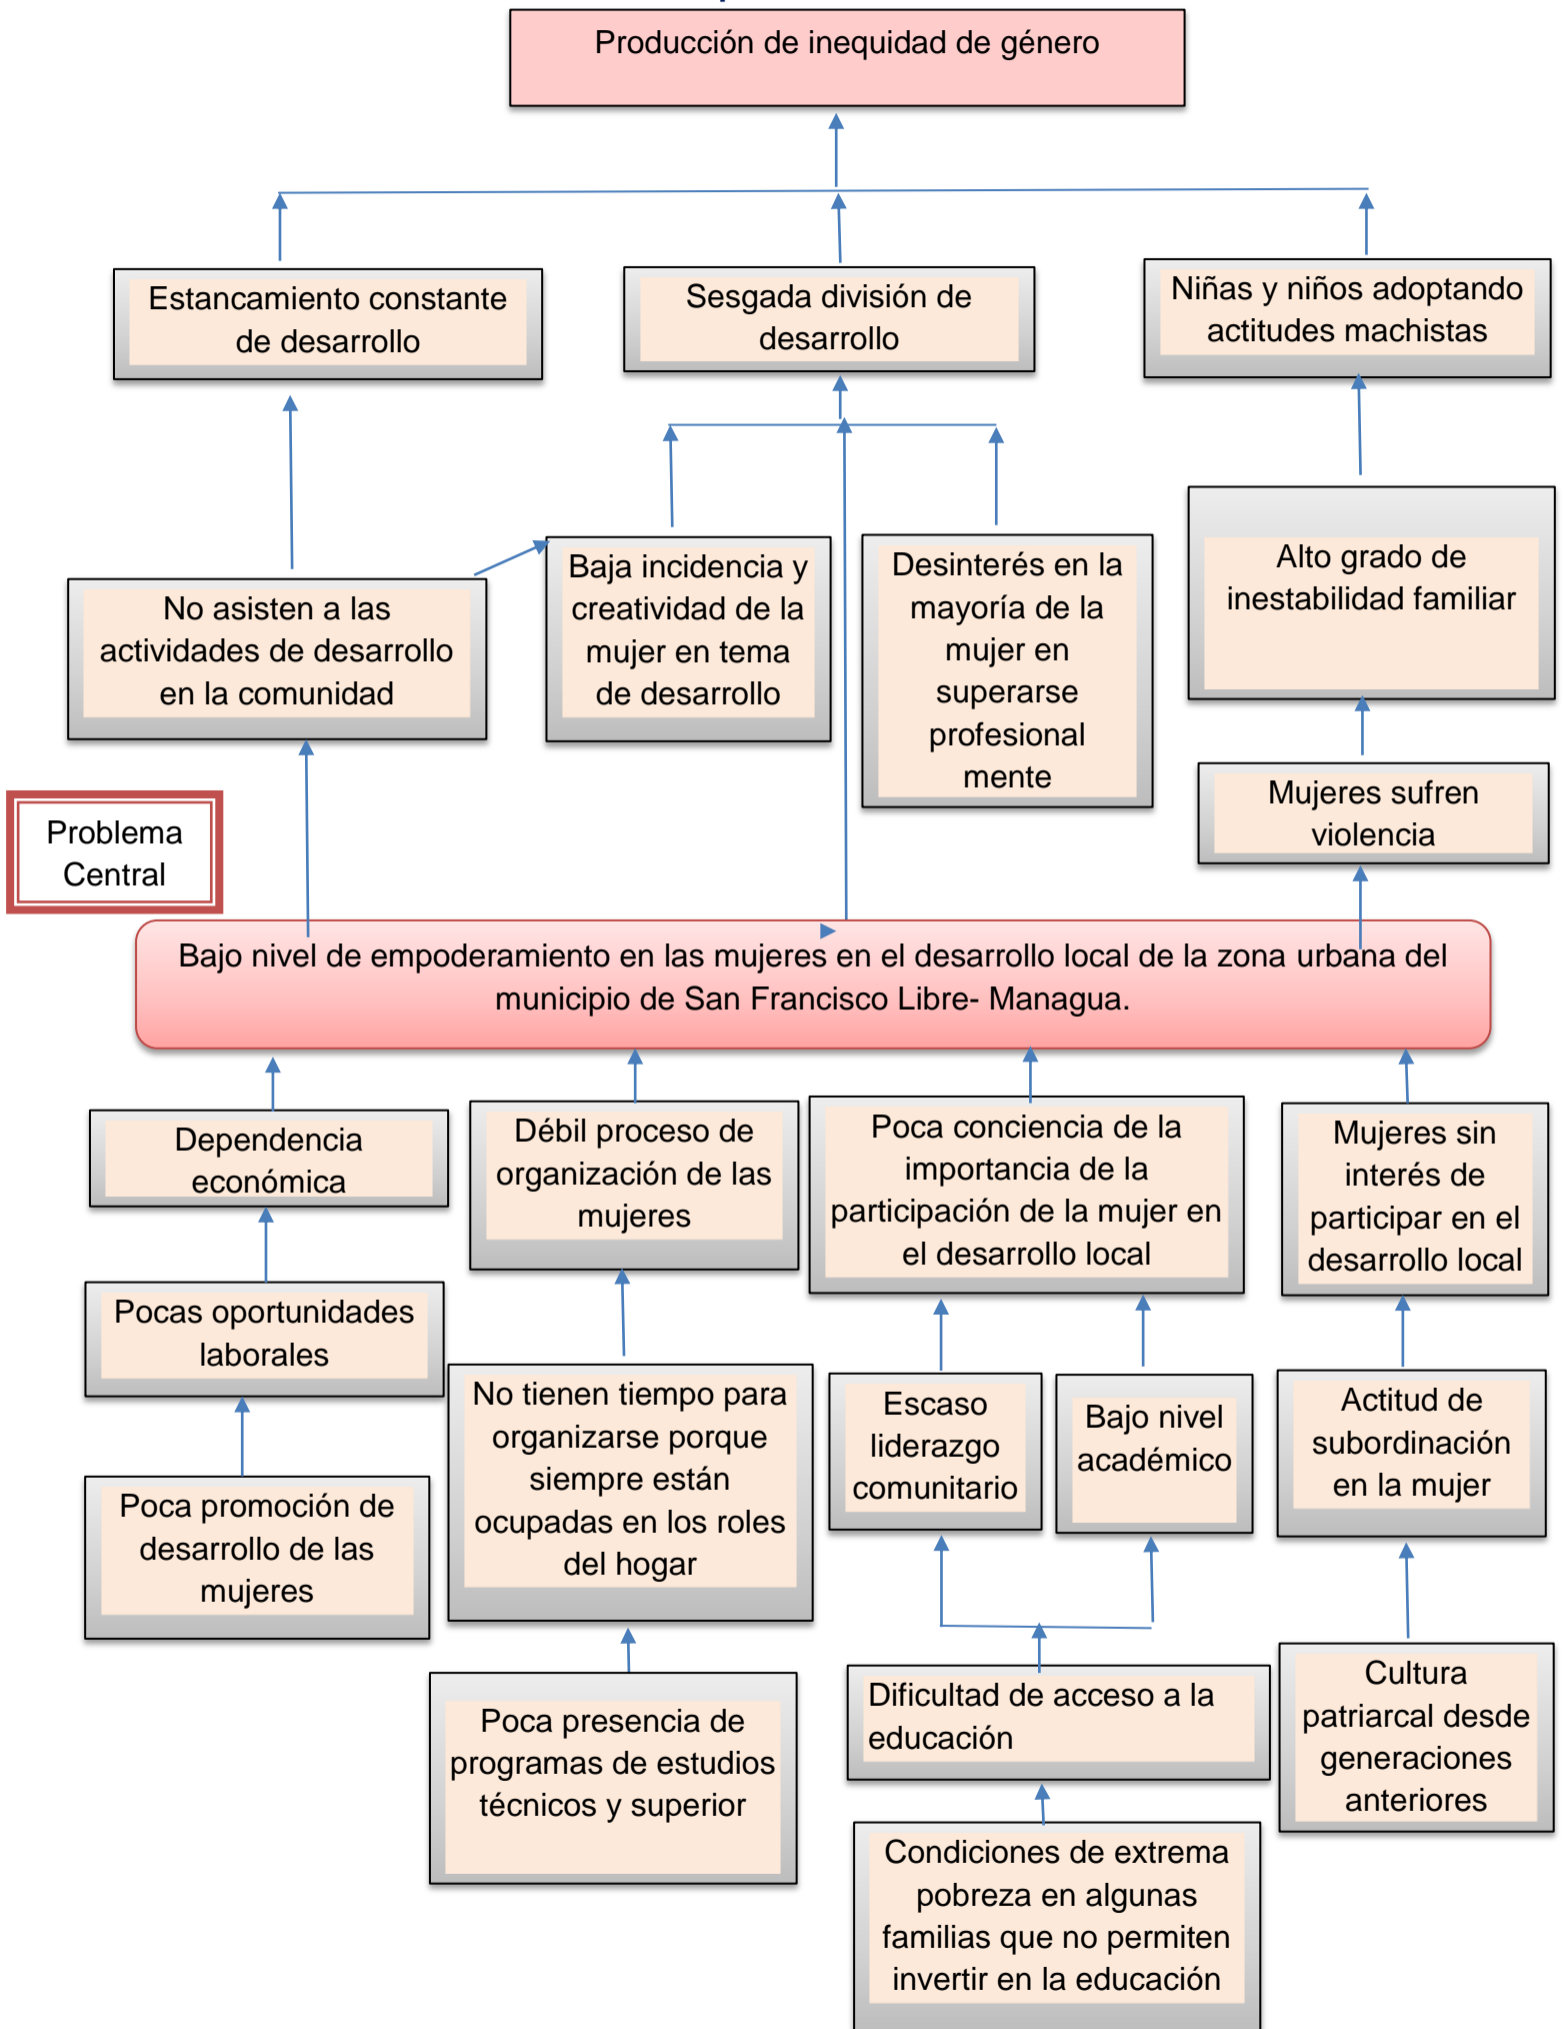 Producción de inequidad de género
Estancamiento constante
de desarrollo
Sesgada división de
desarrollo
Niñas y niños adoptando
actitudes machistas
No asisten a las
actividades de desarrollo
en la comunidad
Baja incidencia y
creatividad de la
mujer en tema
de desarrollo
Desinterés en la
mayoría de la
mujer en
superarse
profesional
mente
Alto grado de
inestabilidad familiar
Mujeres sufren
violencia
Problema
Central
Bajo nivel de empoderamiento en las mujeres en el desarrollo local de la zona urbana del
municipio de San Francisco Libre- Managua.
Dependencia
económica
Débil proceso de
organización de las
mujeres
Poca conciencia de la
importancia de la
participación de la mujer en
el desarrollo local
Mujeres sin
interés de
participar en el
desarrollo local
Pocas oportunidades
laborales
No tienen tiempo para
organizarse porque
siempre están
ocupadas en los roles
del hogar
Escaso
liderazgo
comunitario
Bajo nivel
académico
Actitud de
subordinación
en la mujer
Poca promoción de
desarrollo de las
mujeres
Poca presencia de
programas de estudios
técnicos y superior
Dificultad de acceso a la
educación
Cultura
patriarcal desde
generaciones
anteriores
Condiciones de extrema
pobreza en algunas
familias que no permiten
invertir en la educación